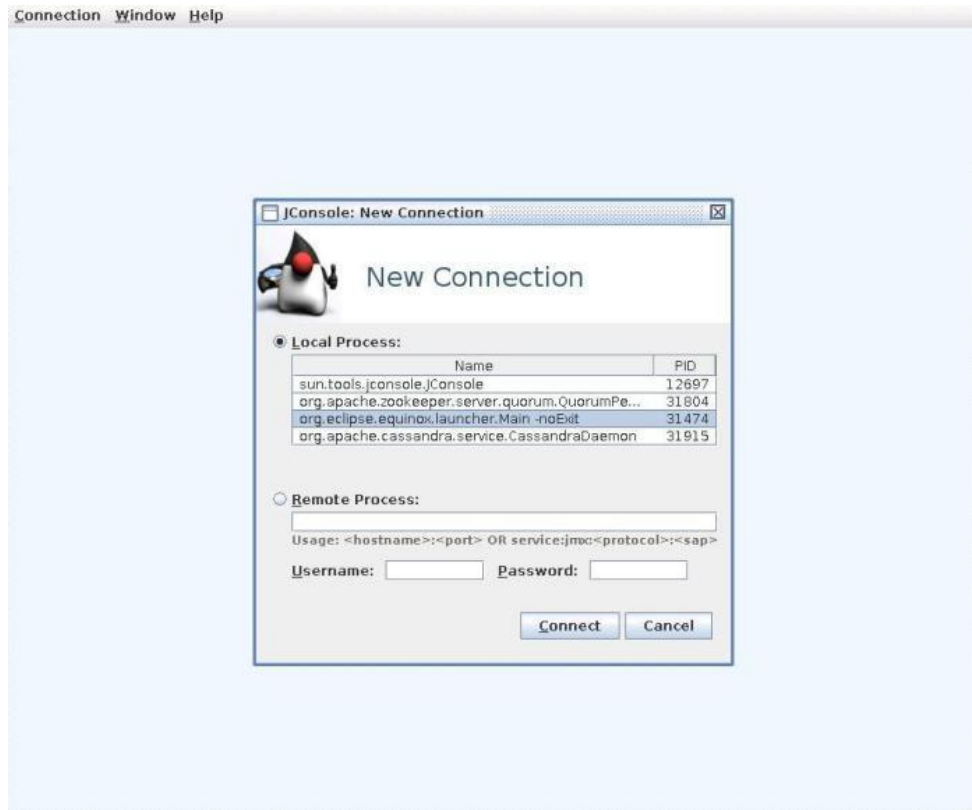 Connection Window Help
JConsole: New Connection
New Connection
Local Process:
Name PID
sun.tools.jconsole.JConsole 12697
org.apache.zookeeper.server.quorum.QuorumPe... 31804
org.eclipse.equinox.launcher.Main -noExit 31474
org.apache.cassandra.service.CassandraDaemon 31915
Remote Process:
Usage: <hostname>:<port> OR service:jmx:<protocol>:<sap>
Username: Password:
Connect Cancel